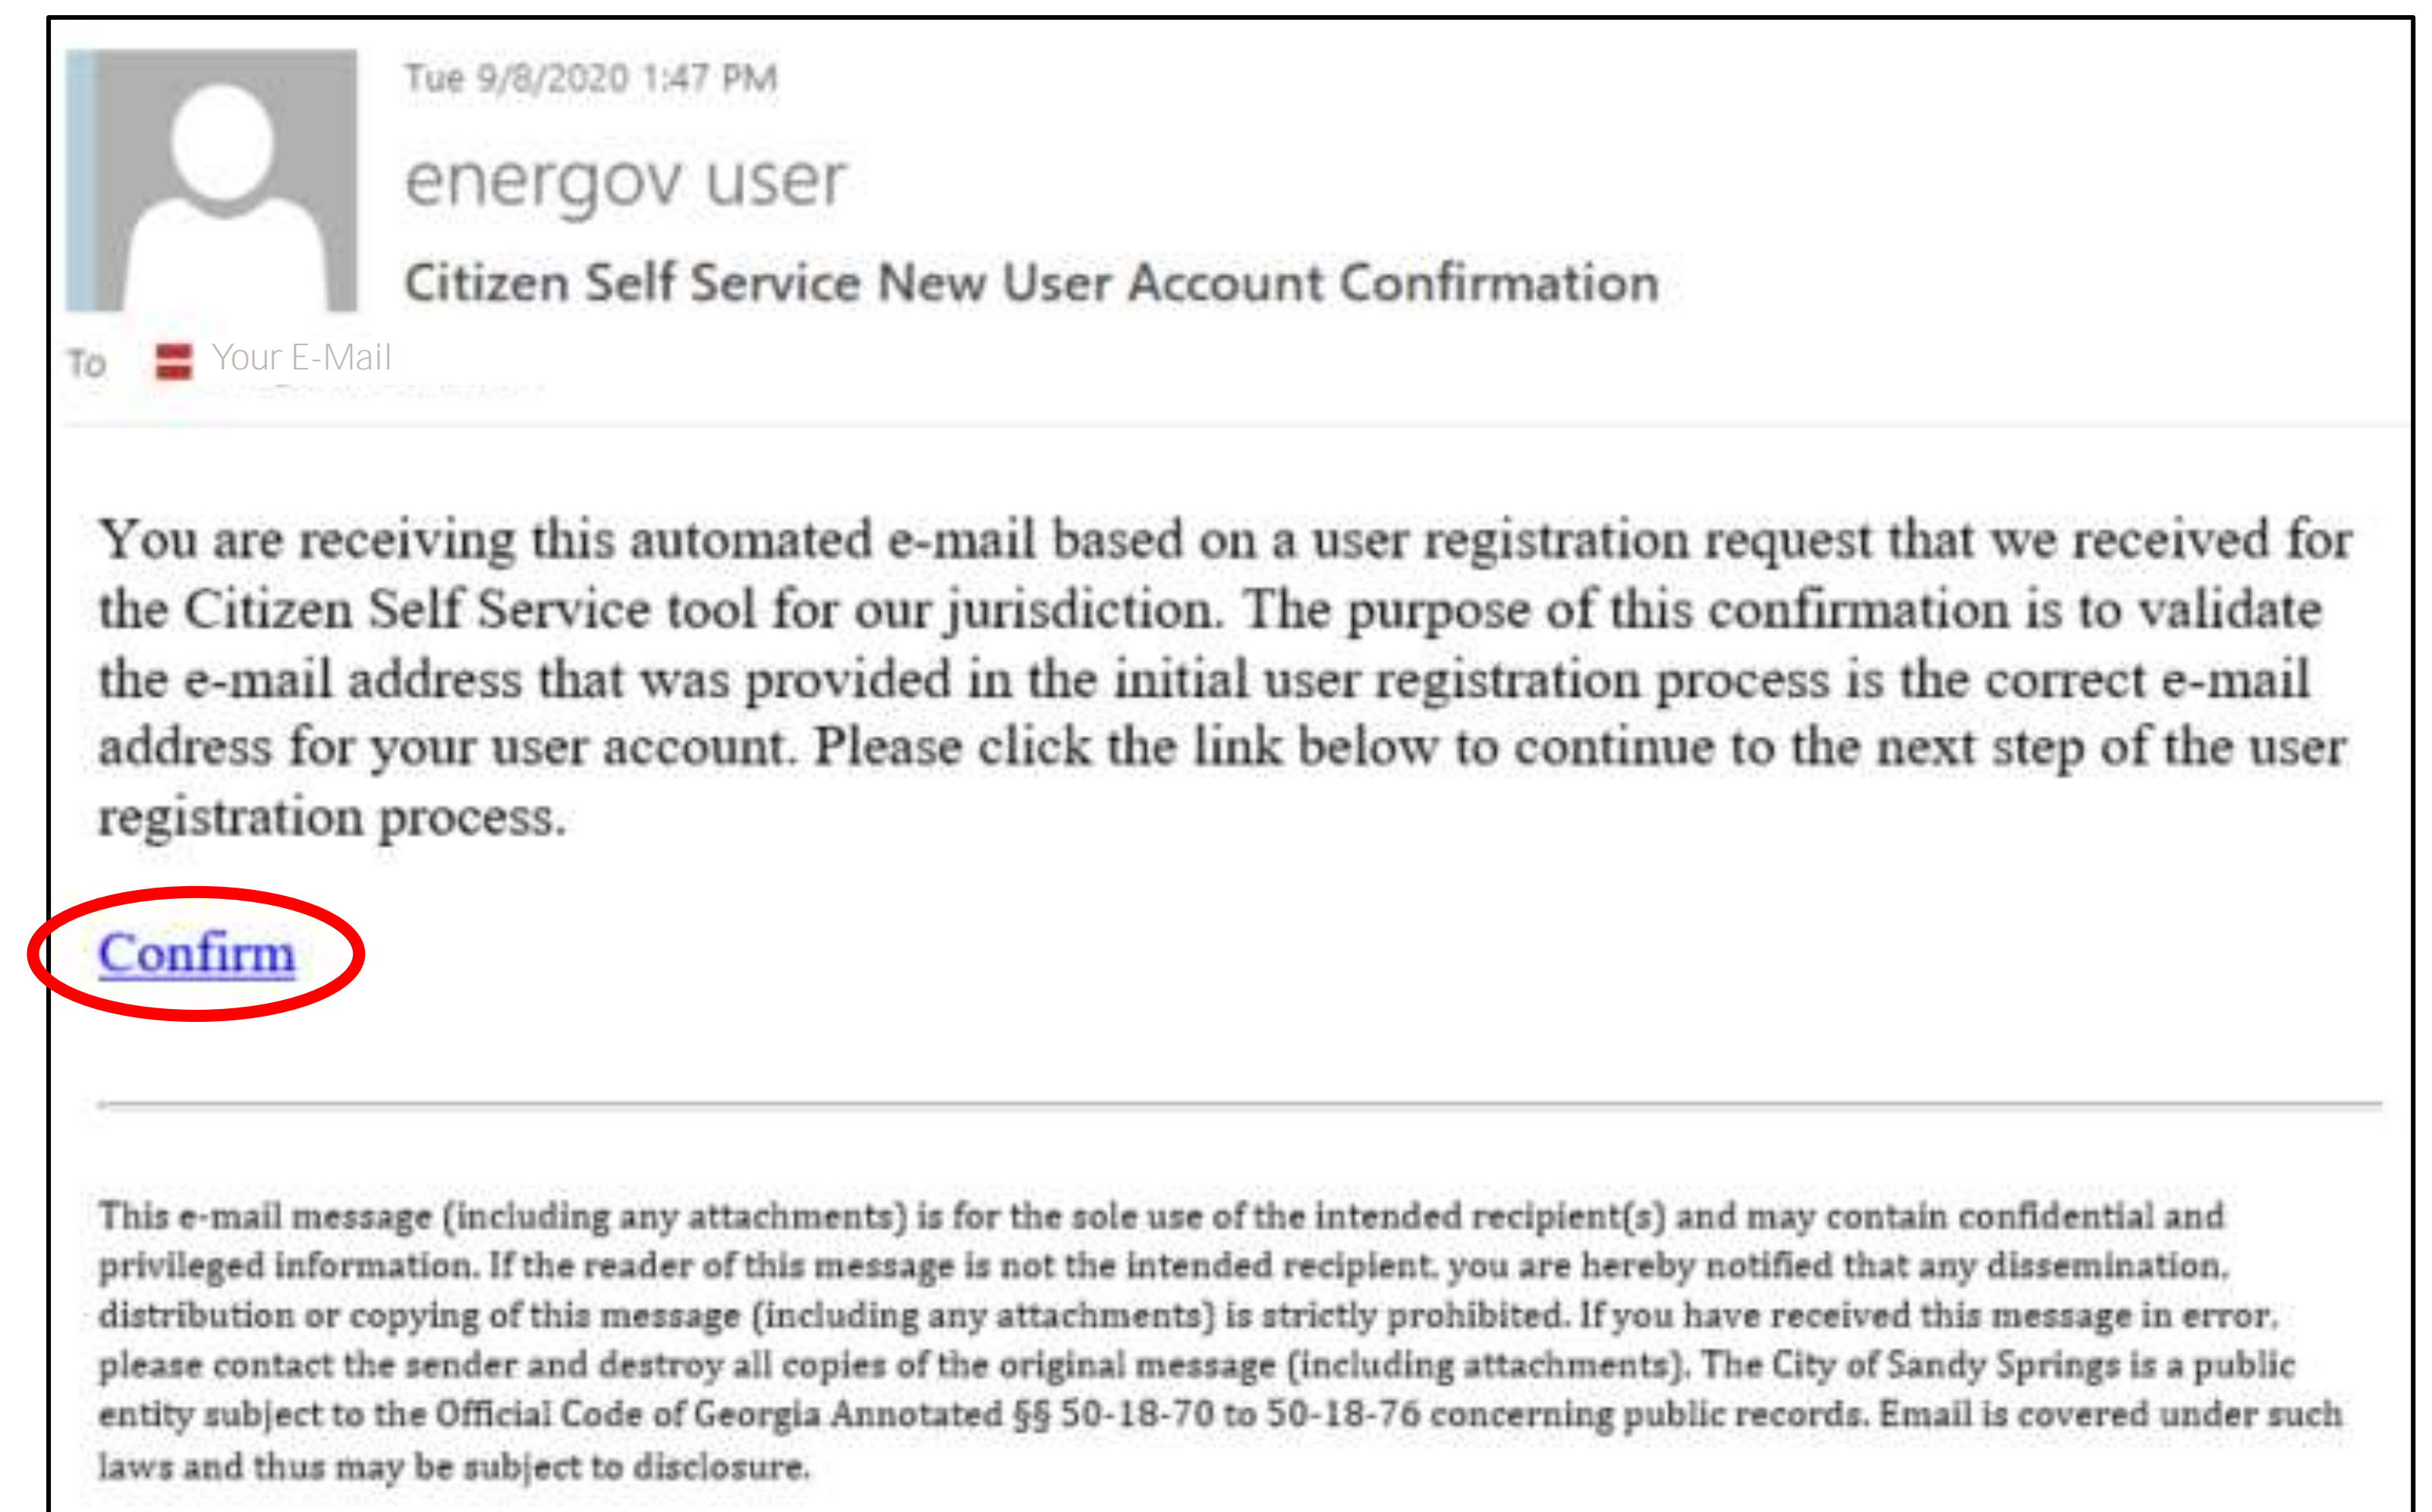 Tue 9/8/2020 1:47 PM
energov user
Citizen Self Service New User Account Confirmation
To Your E-Mail
You are receiving this automated e-mail based on a user registration request that we received for
the Citizen Self Service tool for our jurisdiction. The purpose of this confirmation is to validate
the e-mail address that was provided in the initial user registration process is the correct e-mail
address for your user account. Please click the link below to continue to the next step of the user
registration process.
Confirm
This e-mail message (including any attachments) is for the sole use of the intended recipient(s) and may contain confidential and
privileged information. If the reader of this message is not the intended recipient, you are hereby notified that any dissemination,
distribution or copying of this message (including any attachments) is strictly prohibited. If you have received this message in error,
please contact the sender and destroy all copies of the original message (including attachments). The City of Sandy Springs is a public
entity subject to the Official Code of Georgia Annotated §§ 50-18-70 to 50-18-76 concerning public records. Email is covered under such
laws and thus may be subject to disclosure.